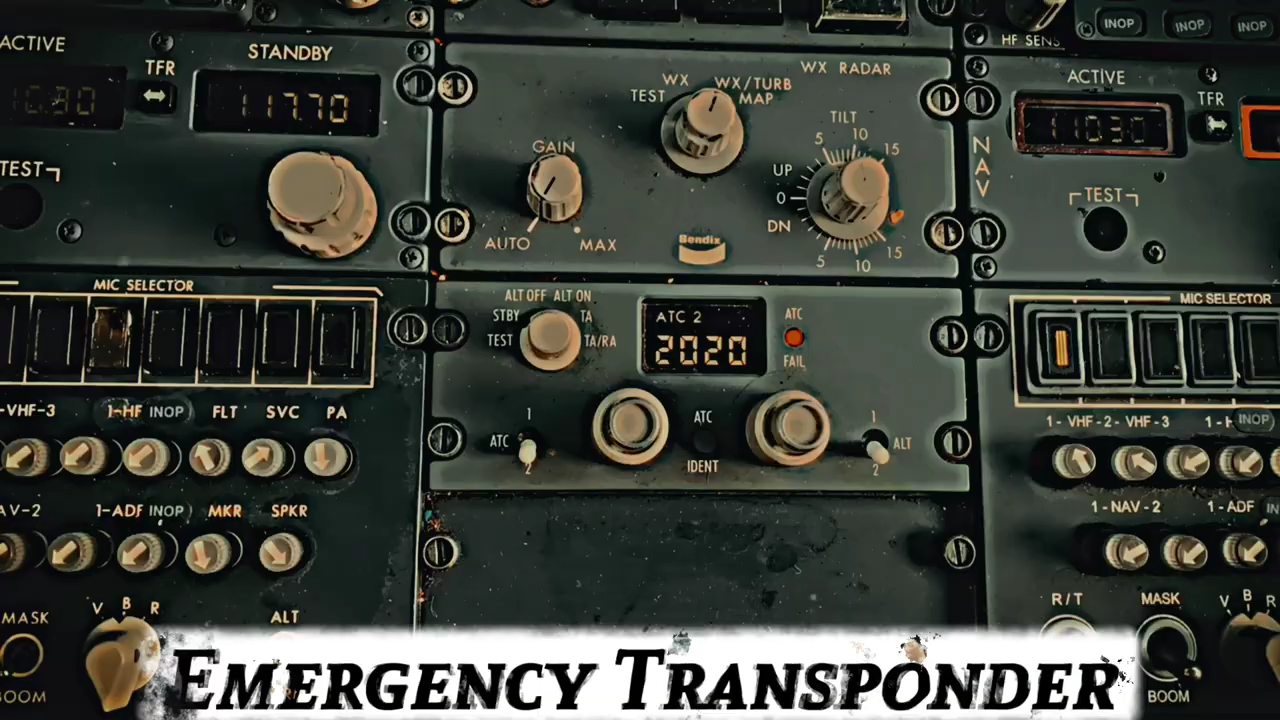 INOP INOP INOP
HF SENS
ACTIVE
TFR
STANDBY
117.70
TEST
WX RADAR
TEST WX WX/TURB
MAP
GAIN
AUTO MAX
TILT
5 10 15
UP
0
DN
5 10 15
Bendix
NAV
ACTIVE
TFR
110.30
TEST
MIC SELECTOR
ALT OFF ALT ON
STBY TA
TEST TA/RA
ATC 2
2020
ATC
FAIL
MIC SELECTOR
-VHF-3 1-HF INOP FLT SVC PA
1
ATC
2
ATC
IDENT
1
ALT
2
1- VHF -2- VHF -3 1-H INOP
AV-2 1-ADF INOP MKR SPKR
1-NAV-2 1-ADF IN
MASK
BOOM
V B R
ALT
R/T
MASK
BOOM
V B R
EMERGENCY TRANSPONDER